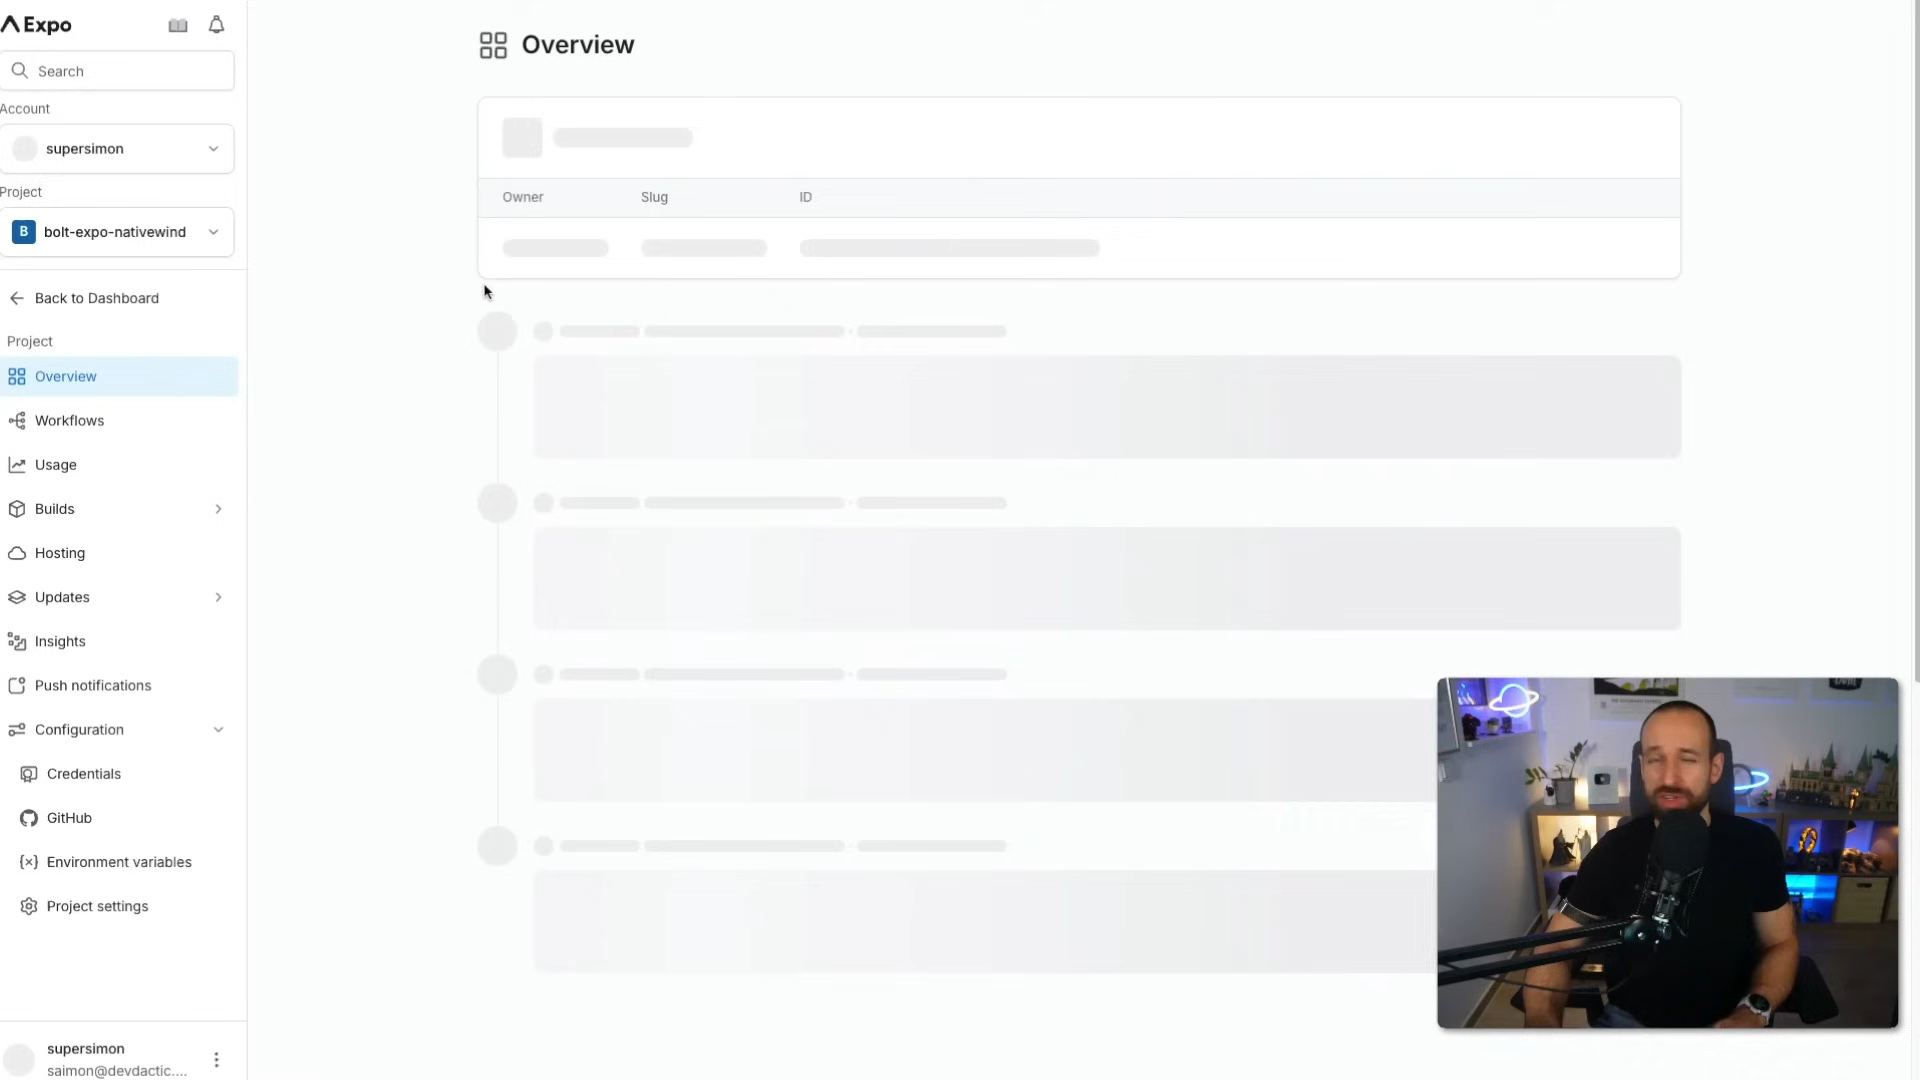 Expo
Search
Account
supersimon
Project
B bolt-expo-nativewind
Back to Dashboard
Project
Overview
Workflows
Usage
Builds
Hosting
Updates
Insights
Push notifications
Configuration
Credentials
GitHub
Environment variables
Project settings
supersimon
saimon@devdactic....
Overview
Owner Slug ID